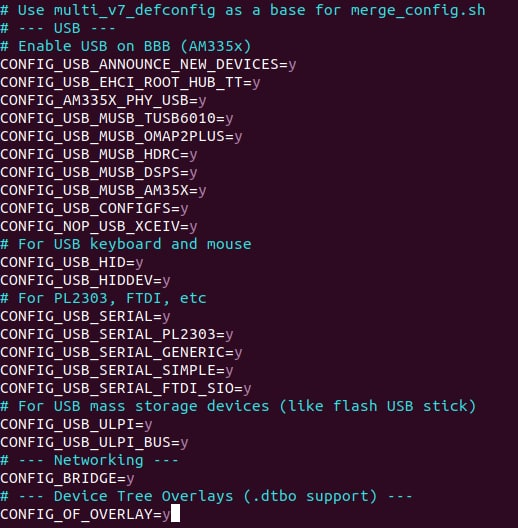 # Use multi_v7_defconfig as a base for merge_config.sh
# --- USB ---
# Enable USB on BBB (AM335x)
CONFIG_USB_ANNOUNCE_NEW_DEVICES=y
CONFIG_USB_EHCI_ROOT_HUB_TT=y
CONFIG_AM335X_PHY_USB=y
CONFIG_USB_MUSB_TUSB6010=y
CONFIG_USB_MUSB_OMAP2PLUS=y
CONFIG_USB_MUSB_HDRC=y
CONFIG_USB_MUSB_DSPS=y
CONFIG_USB_MUSB_AM35X=y
CONFIG_USB_CONFIGFS=y
CONFIG_NOP_USB_XCEIV=y
# For USB keyboard and mouse
CONFIG_USB_HID=y
CONFIG_USB_HIDDEV=y
# For PL2303, FTDI, etc
CONFIG_USB_SERIAL=y
CONFIG_USB_SERIAL_PL2303=y
CONFIG_USB_SERIAL_GENERIC=y
CONFIG_USB_SERIAL_SIMPLE=y
CONFIG_USB_SERIAL_FTDI_SIO=y
# For USB mass storage devices (like flash USB stick)
CONFIG_USB_ULPI=y
CONFIG_USB_ULPI_BUS=y
# --- Networking ---
CONFIG_BRIDGE=y
# --- Device Tree Overlays (.dtbo support) ---
CONFIG_OF_OVERLAY=y